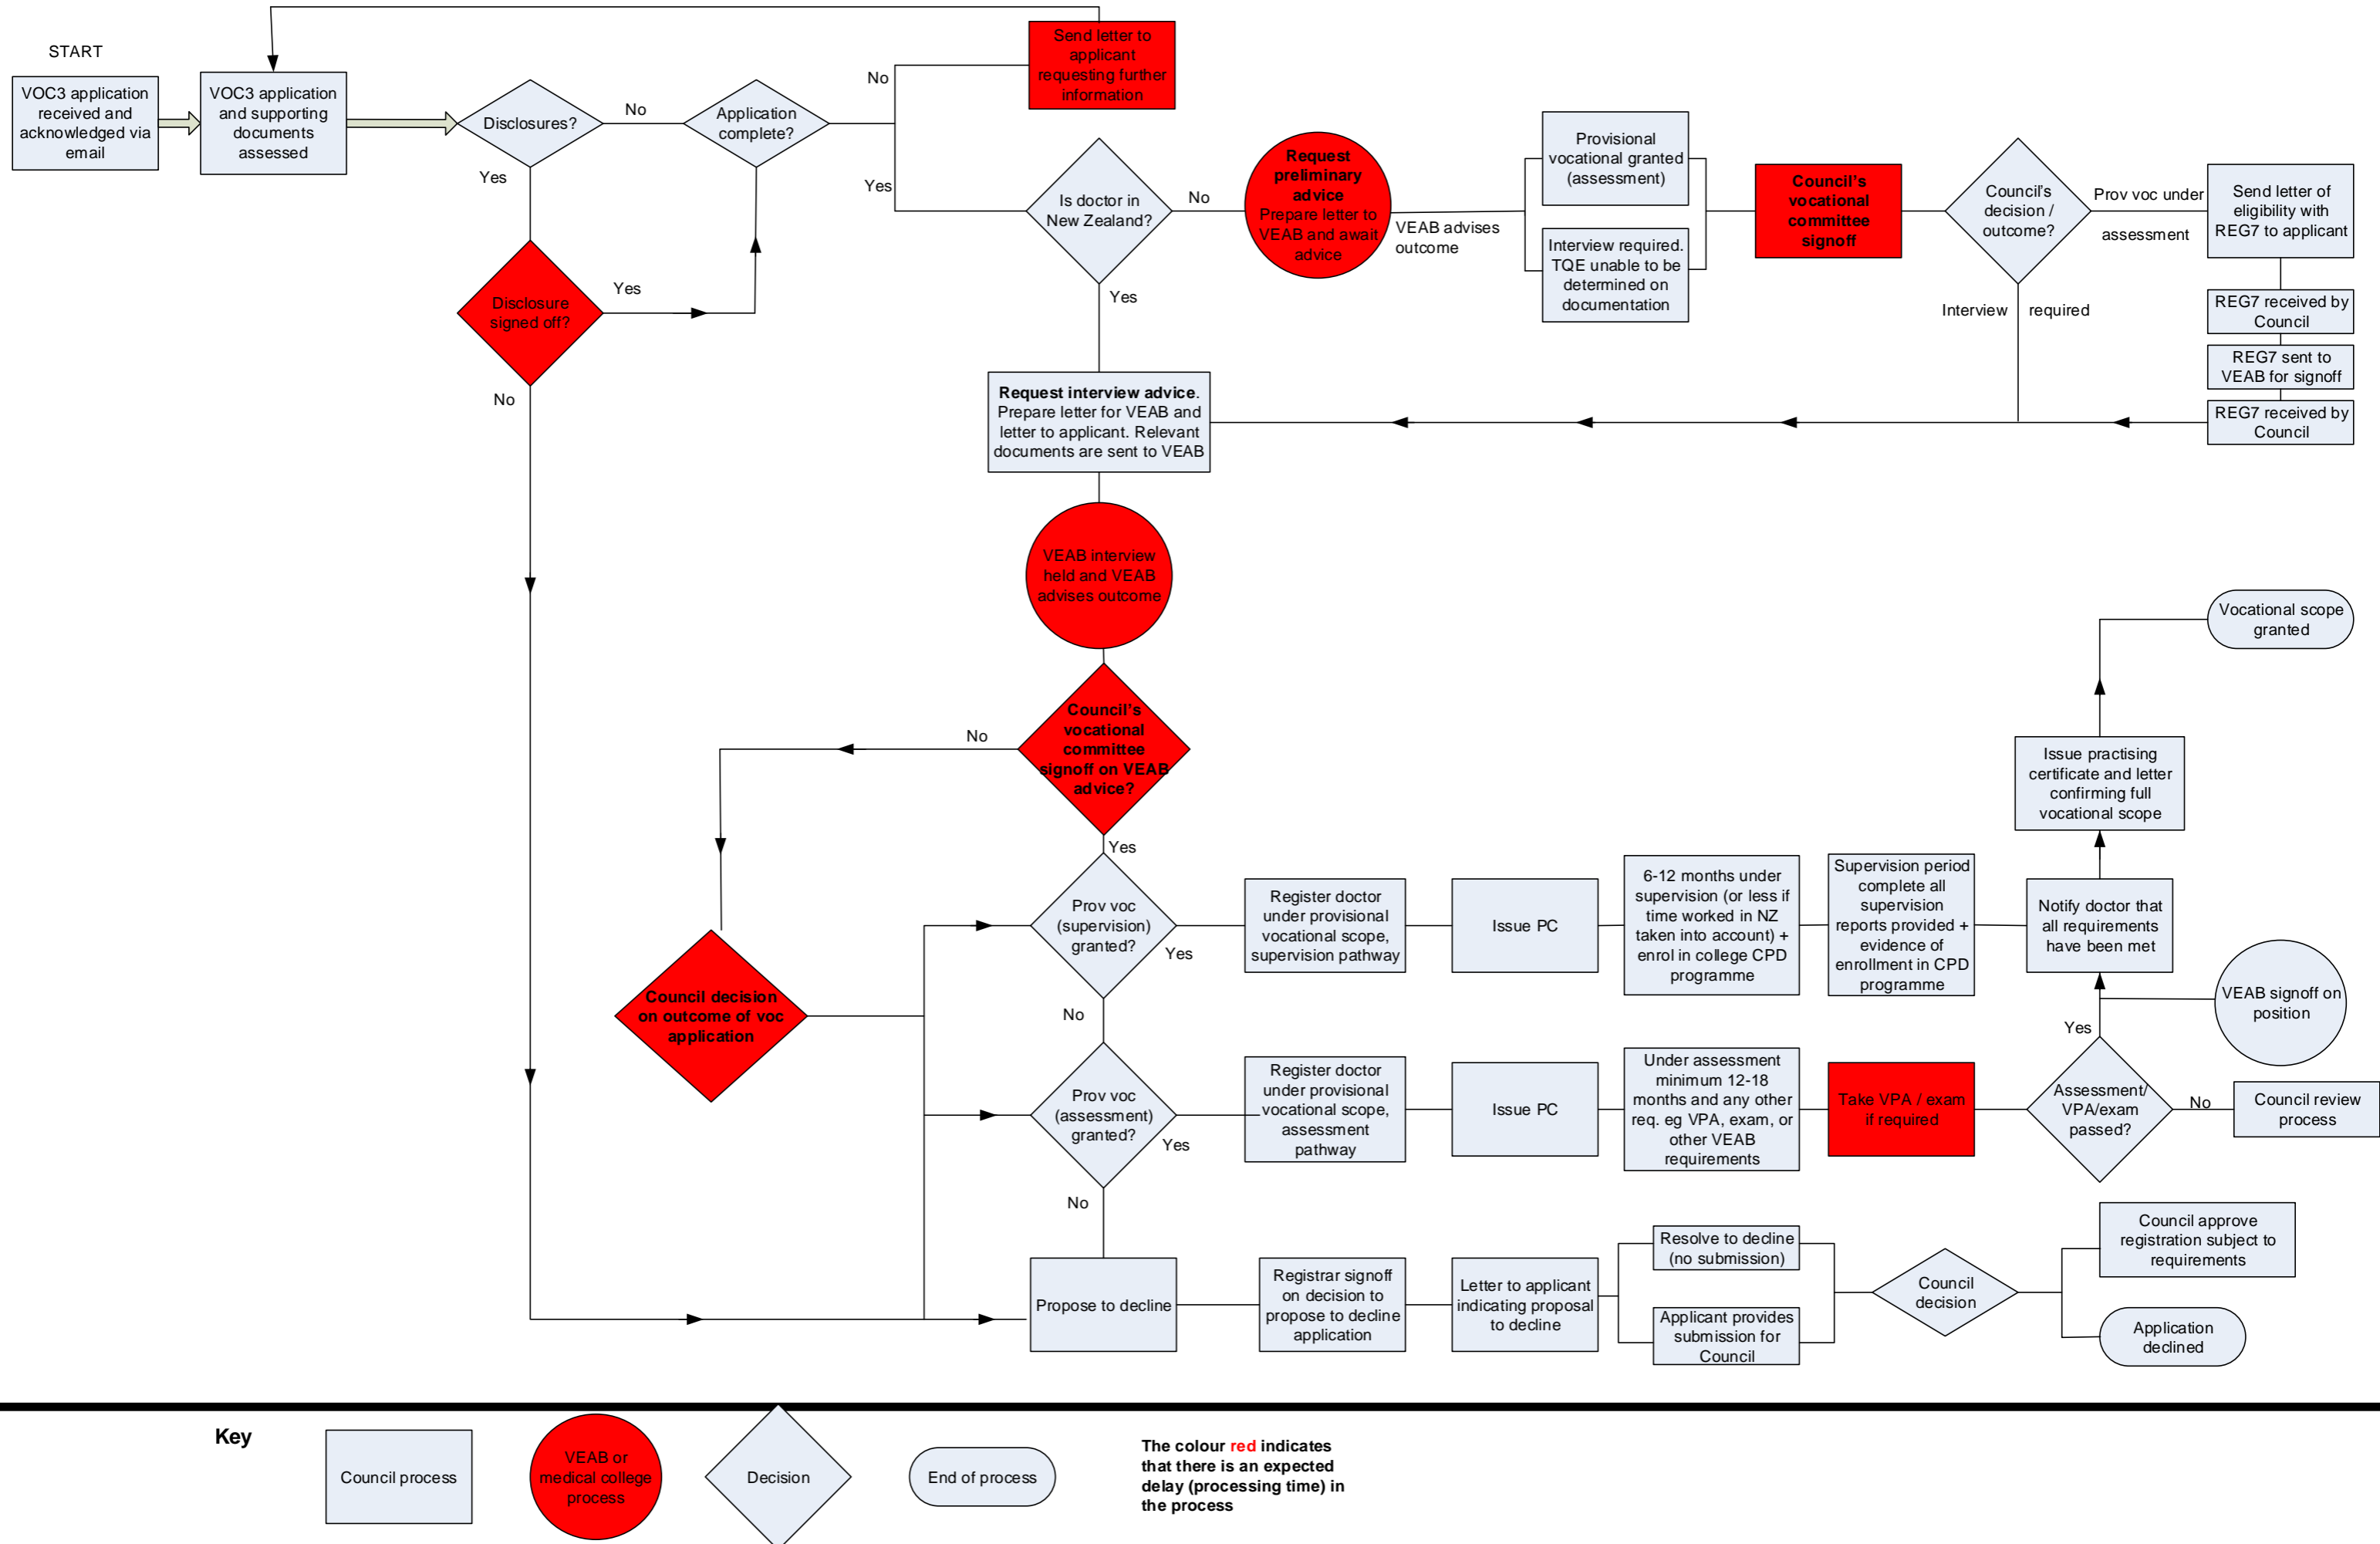 START
VOC3 application
received and
acknowledged via
email
VOC3 application
and supporting
documents
assessed
Disclosures?
No
Yes
Application
complete?
No
Yes
Send letter to
applicant
requesting further
information
Disclosure
signed off?
Yes
No
Is doctor in
New Zealand?
No
Yes
Request
preliminary
advice
Prepare letter to
VEAB and await
advice
VEAB advises
outcome
Provisional
vocational granted
(assessment)
Interview required.
TQE unable to be
determined on
documentation
Council's
vocational
committee
signoff
Council's
decision /
outcome?
Prov voc under
assessment
Interview required
Send letter of
eligibility with
REG7 to applicant
REG7 received by
Council
REG7 sent to
VEAB for signoff
REG7 received by
Council
Request interview advice.
Prepare letter for VEAB and
letter to applicant. Relevant
documents are sent to VEAB
VEAB interview
held and VEAB
advises outcome
Council's
vocational
committee
signoff on VEAB
advice?
No
Yes
Council decision
on outcome of voc
application
Prov voc
(supervision)
granted?
Yes
No
Register doctor
under provisional
vocational scope,
supervision pathway
Issue PC
6-12 months under
supervision (or less if
time worked in NZ
taken into account) +
enrol in college CPD
programme
Supervision period
complete all
supervision
reports provided +
evidence of
enrollment in CPD
programme
Notify doctor that
all requirements
have been met
Issue practising
certificate and letter
confirming full
vocational scope
Vocational scope
granted
VEAB signoff on
position
Prov voc
(assessment)
granted?
Yes
No
Register doctor
under provisional
vocational scope,
assessment
pathway
Issue PC
Under assessment
minimum 12-18
months and any other
req. eg VPA, exam, or
other VEAB
requirements
Take VPA / exam
if required
Assessment/
VPA/exam
passed?
Yes
No
Council review
process
Propose to decline
Registrar signoff
on decision to
propose to decline
application
Letter to applicant
indicating proposal
to decline
Resolve to decline
(no submission)
Applicant provides
submission for
Council
Council
decision
Council approve
registration subject to
requirements
Application
declined
Key
Council process
VEAB or
medical college
process
Decision
End of process
The colour red indicates
that there is an expected
delay (processing time) in
the process